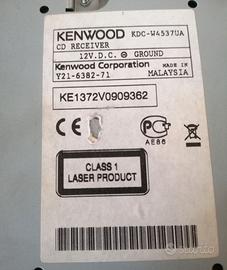 KENWOOD KDC-W4537UA
CD RECEIVER
12V.D.C. GROUND
Kenwood Corporation MADE IN
Y21-6382-71 MALAYSIA
KE1372V0909362
CE
AE86
CLASS 1
LASER PRODUCT
subito